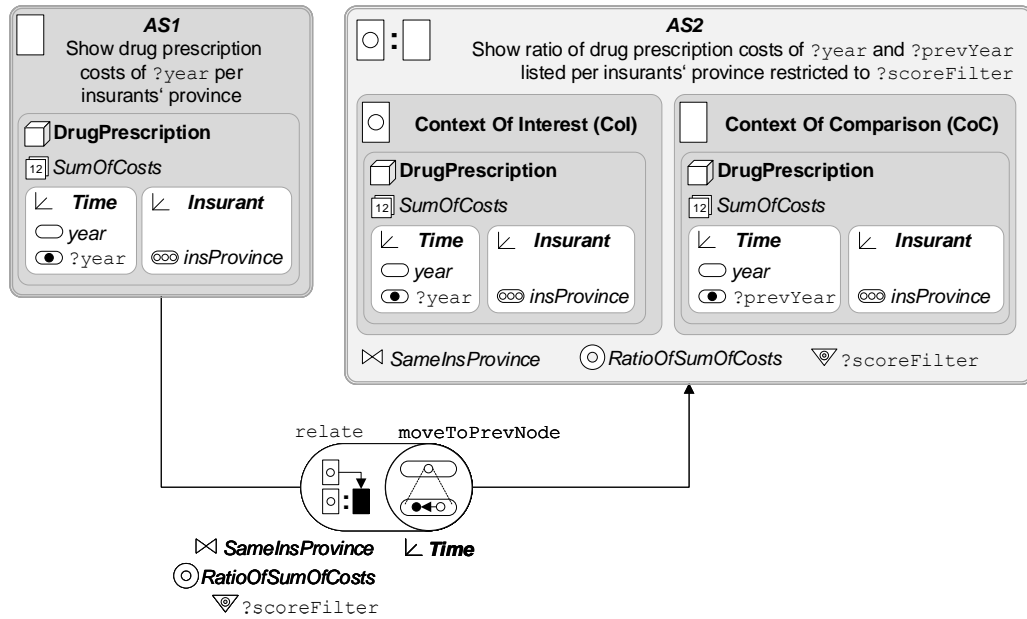 AS1
Show drug prescription
costs of ?year per
insurants‘ province
DrugPrescription
12 SumOfCosts
Time
year
?year
Insurant
insProvince
:
AS2
Show ratio of drug prescription costs of ?year and ?prevYear
listed per insurants‘ province restricted to ?scoreFilter
Context Of Interest (CoI)
DrugPrescription
12 SumOfCosts
Time
year
?year
Insurant
insProvince
Context Of Comparison (CoC)
DrugPrescription
12 SumOfCosts
Time
year
?prevYear
Insurant
insProvince
SameInsProvince
RatioOfSumOfCosts
?scoreFilter
relate
moveToPrevNode
:
SameInsProvince
Time
RatioOfSumOfCosts
?scoreFilter